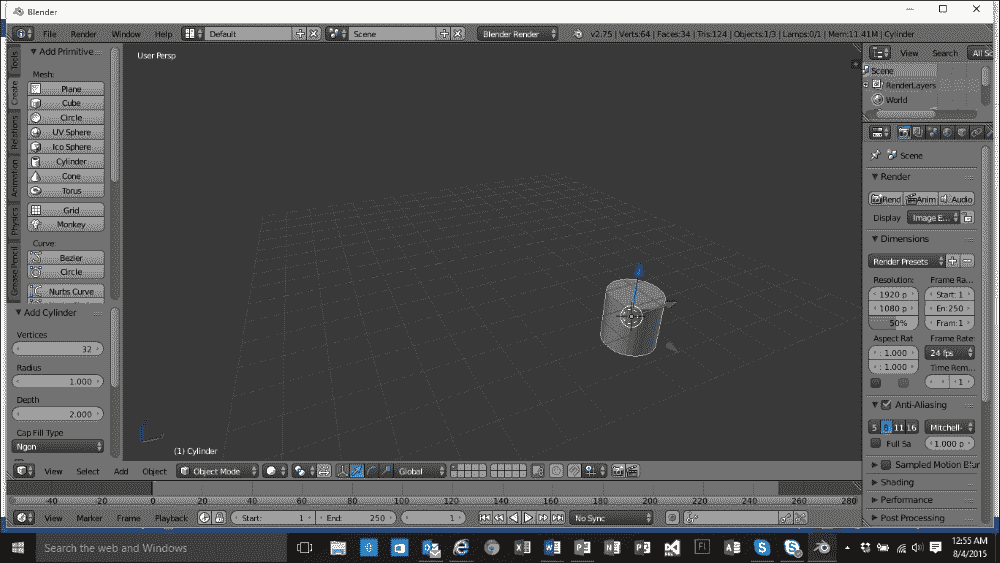 Blender
File Render Window Help Default Scene Blender Render v2.75 | Verts:64 | Faces:34 | Tris:124 | Objects:1/3 | Lamps:0/1 | Mem:11.41M | Cylinder
Tools
Create
Relations
Animation
Physics
Grease Pencil
Add Primitive
Mesh:
Plane
Cube
Circle
UV Sphere
Ico Sphere
Cylinder
Cone
Torus
Grid
Monkey
Curve:
Bezier
Circle
Nurbs Curve
Add Cylinder
Vertices
32
Radius
1.000
Depth
2.000
Cap Fill Type
Ngon
User Persp
(1) Cylinder
View Search All Sc
Scene
RenderLayers
World
Scene
Render
Rend Anim Audio
Display Image E...
Dimensions
Render Presets
Resolution:
1920 p
1080 p
50%
Frame Ra...
Start: 1
En: 250
Fram: 1
Aspect Rat
: 1.000
: 1.000
Frame Rate:
24 fps
Time Rem...
1
Anti-Aliasing
5 8 11 16 Mitchell-
Full Sa 1.000 p
Sampled Motion Blur
Shading
Performance
Post Processing
View Select Add Object Object Mode Global
-40 -20 0 20 40 60 80 100 120 140 160 180 200 220 240 260 280
View Marker Frame Playback Start: 1 End: 250 1 No Sync
Search the web and Windows
12:55 AM
8/4/2015